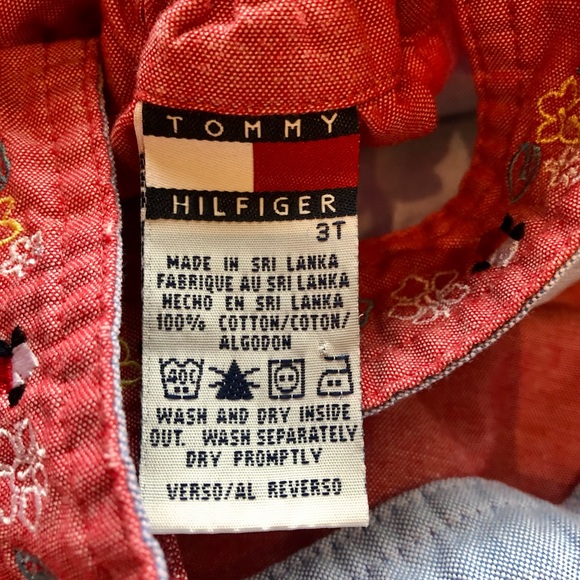 TOMMY
HILFIGER
3T
MADE IN SRI LANKA
FABRIQUE AU SRI LANKA
HECHO EN SRI LANKA
100% COTTON/COTON/
ALGODON
40
WASH AND DRY INSIDE
OUT. WASH SEPARATELY
DRY PROMPTLY
VERSO/AL REVERSO